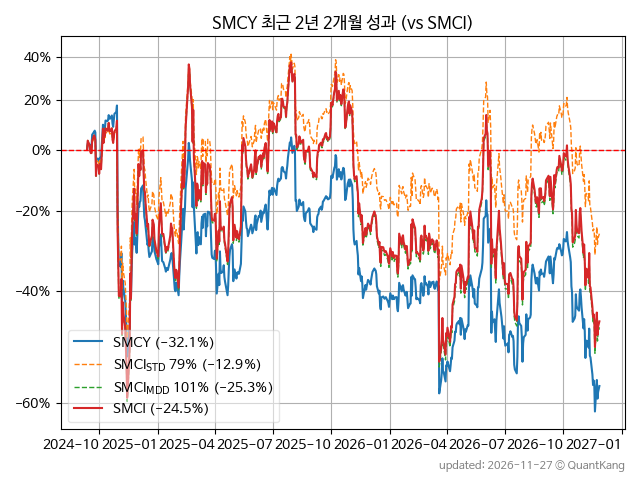 SMCY 최근 2년 2개월 성과 (vs SMCI)
40%
20%
0%
−20%
−40%
−60%
SMCY (−32.1%)
SMCI_STD 79% (−12.9%)
SMCI_MDD 101% (−25.3%)
SMCI (−24.5%)
2024−10 2025−01 2025−04 2025−07 2025−10 2026−01 2026−04 2026−07 2026−10 2027−01
updated: 2026−11−27 © QuantKang